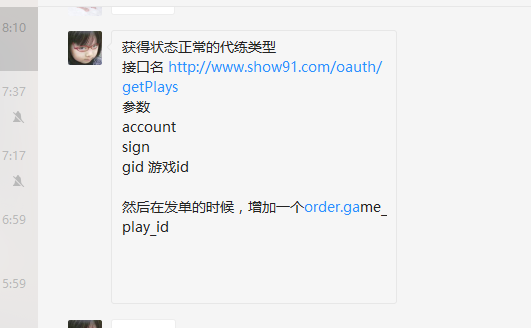 8:10
获得状态正常的代练类型
接口名 http://www.show91.com/oauth/
getPlays
7:37
参数
account
sign
7:17
gid 游戏id
然后在发单的时候，增加一个order.game_
6:59
play_id
5:59